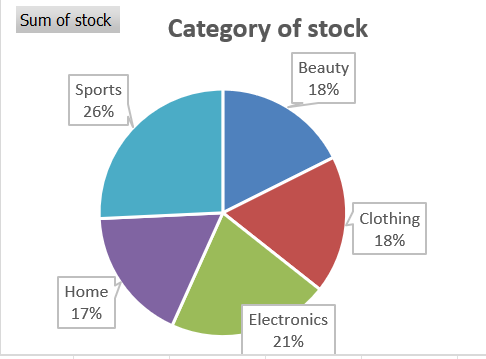 Sum of stock
Category of stock
Beauty
18%
Sports
26%
Clothing
18%
Home
17%
Electronics
21%